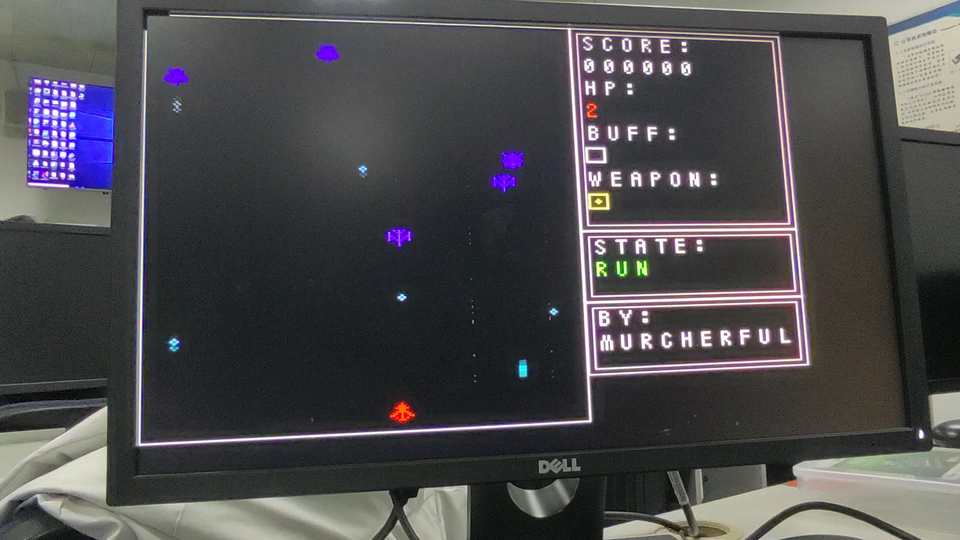 SCORE:
000000
HP:
2
BUFF:
WEAPON:
STATE:
RUN
BY:
MURCHERFUL
DELL